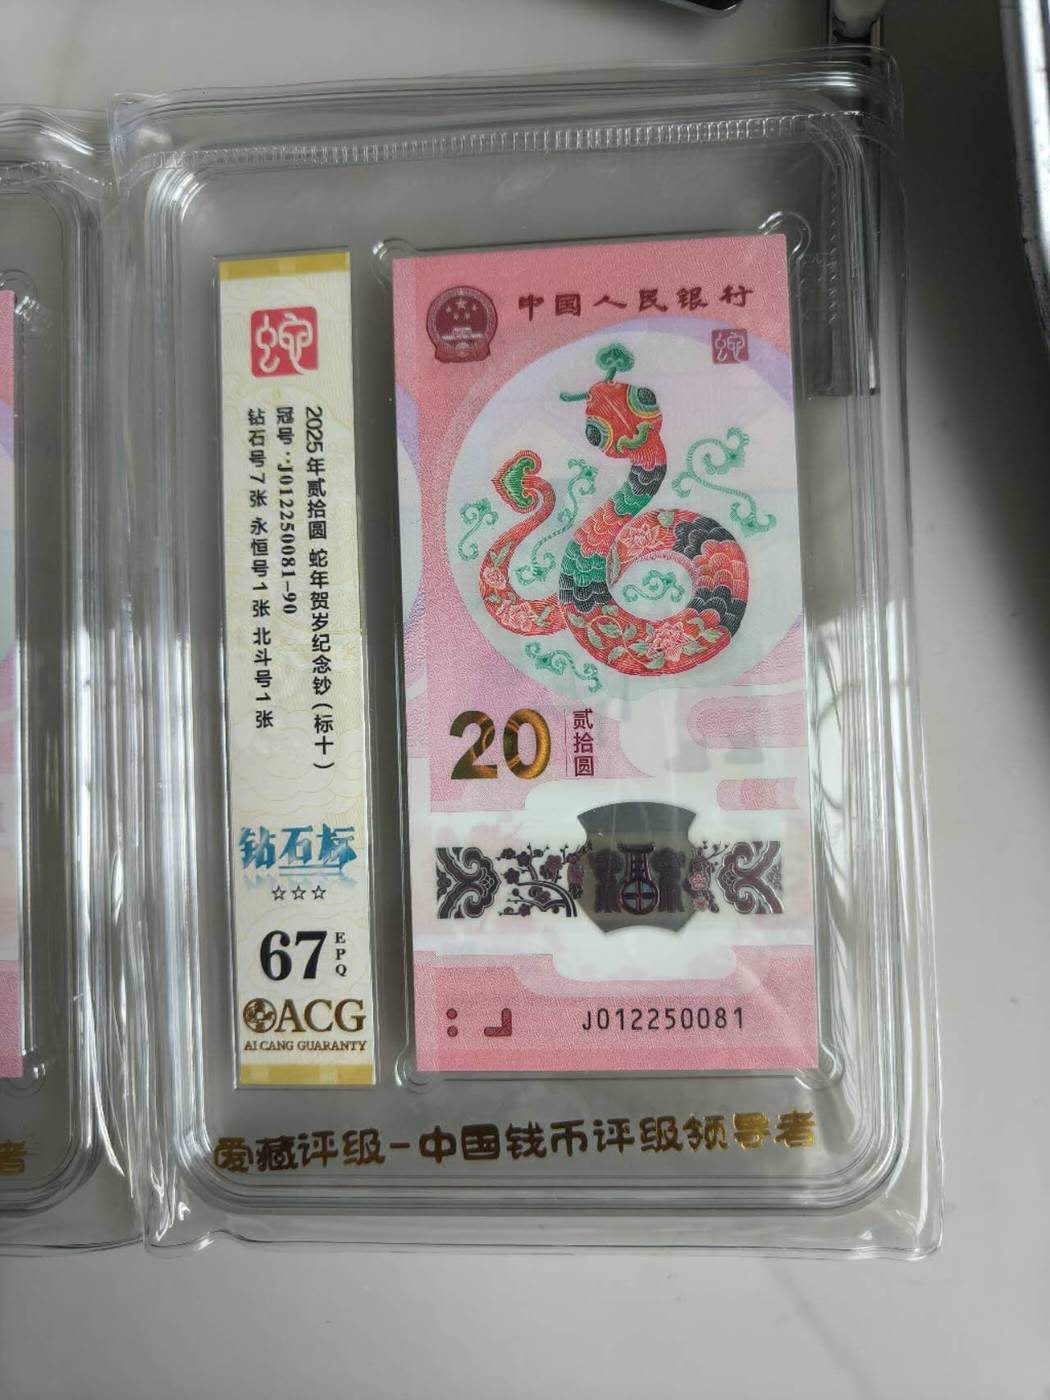 蛇
2025年贰拾圆 蛇年贺岁纪念钞(标十)
冠号:J012250081-90
钻石号7张 永恒号1张 北斗号1张
钻石标
☆☆☆
67 EPQ
ACG
AI CANG GUARANTY
中国人民银行
蛇
20 贰拾圆
J012250081
爱藏评级-中国钱币评级领导者
者